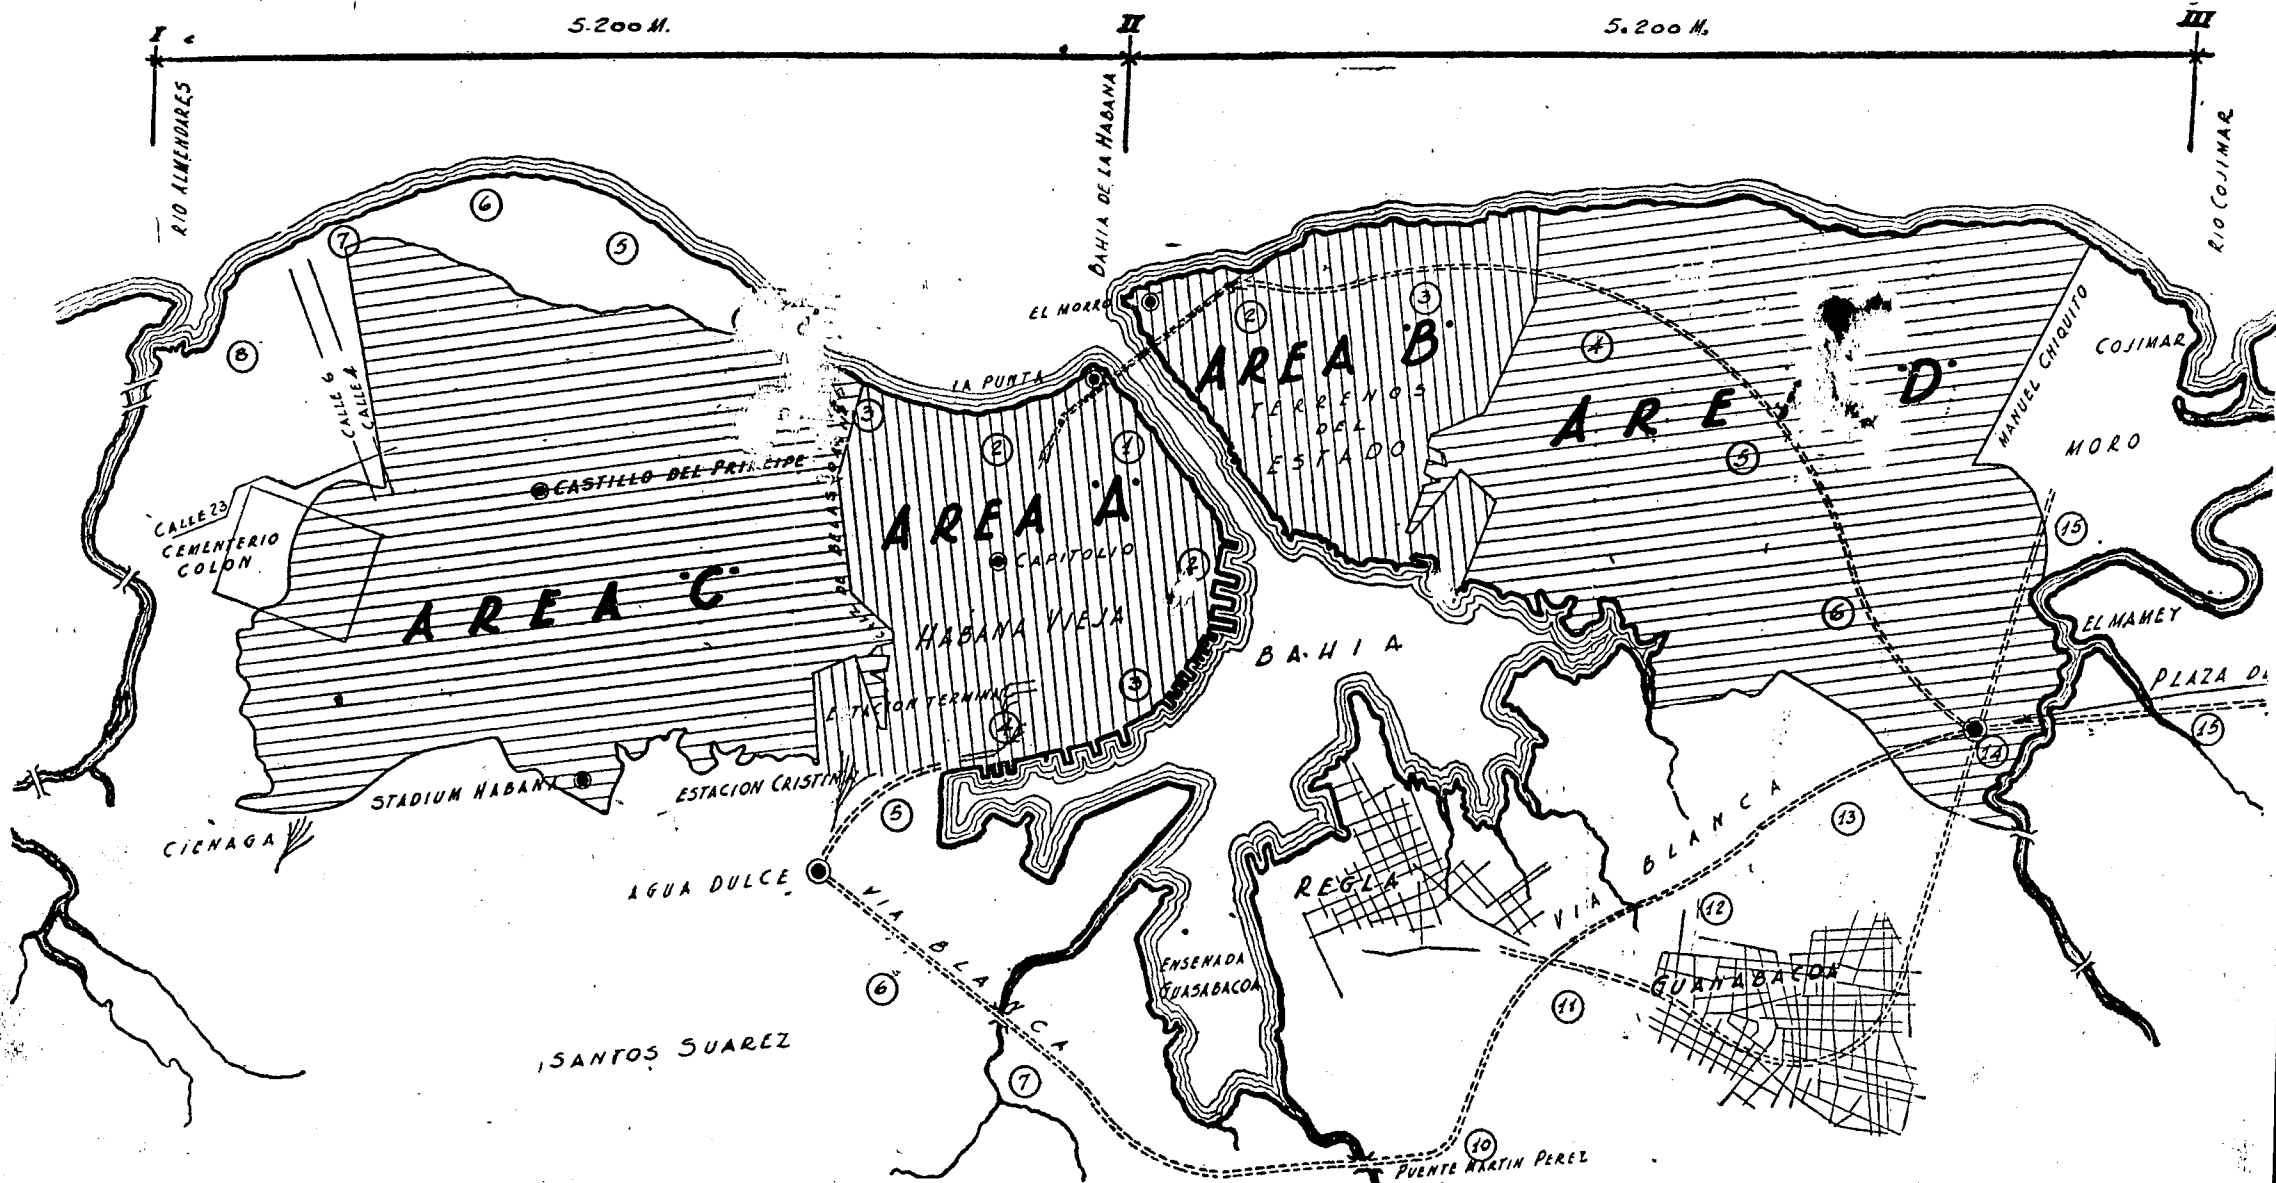 I
5.200 M.
II
5.200 M.
III
RIO ALMENDARES
BAHIA DE LA HABANA
RIO COJIMAR
6
7
5
8
CALLE 6
CALLE A
EL MORRO
LA PUNTA
2
3
AREA "B"
TERRENOS
DEL
ESTADO
4
ARE "D"
5
MANUEL CHIQUITO
COJIMAR
MORO
3
2
1
CASTILLO DEL PRINCIPE
CALLE 23
CEMENTERIO
COLON
AREA "A"
CAPITOLIO
2
HABANA VIEJA
AREA "C"
BAHIA
15
6
EL MAMEY
3
ESTACION TERMINAL
4
PLAZA
15
14
STADIUM HABANA
ESTACION CRISTINA
5
CIENAGA
AGUA DULCE
VIA BLANCA
6
7
SANTOS SUAREZ
ENSENADA
GUASABACOA
REGLA
VIA BLANCA
13
12
11
GUANABACOA
10
PUENTE MARTIN PEREZ